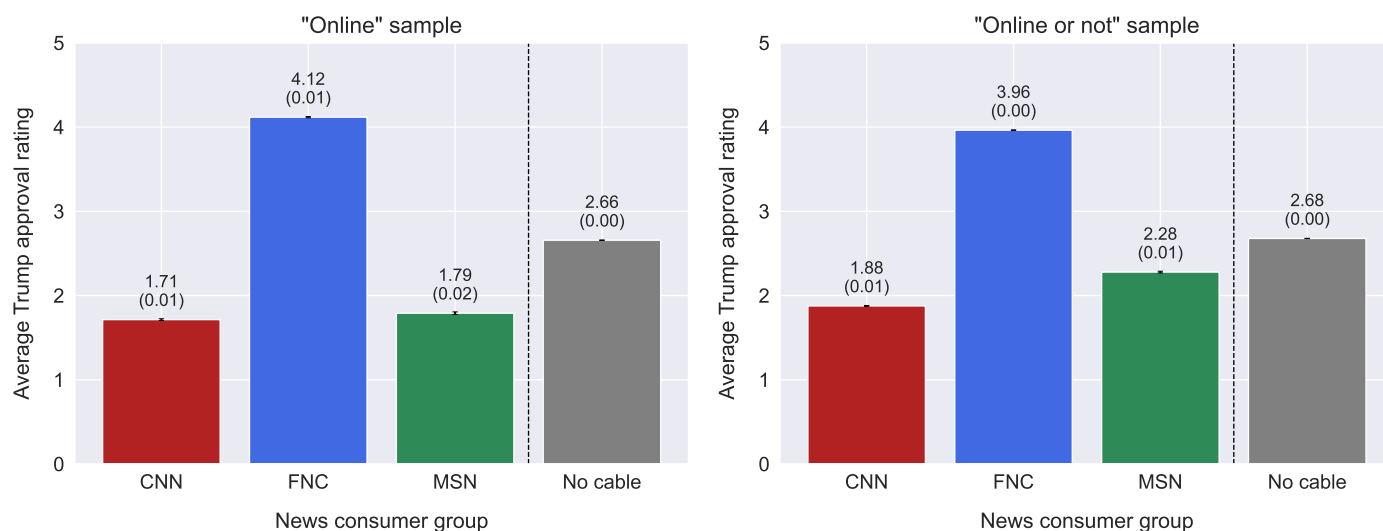 "Online" sample
Average Trump approval rating
5
4
3
2
1
0
1.71
(0.01)
4.12
(0.01)
1.79
(0.02)
2.66
(0.00)
CNN
FNC
MSN
No cable
News consumer group
"Online or not" sample
Average Trump approval rating
5
4
3
2
1
0
1.88
(0.01)
3.96
(0.00)
2.28
(0.01)
2.68
(0.00)
CNN
FNC
MSN
No cable
News consumer group